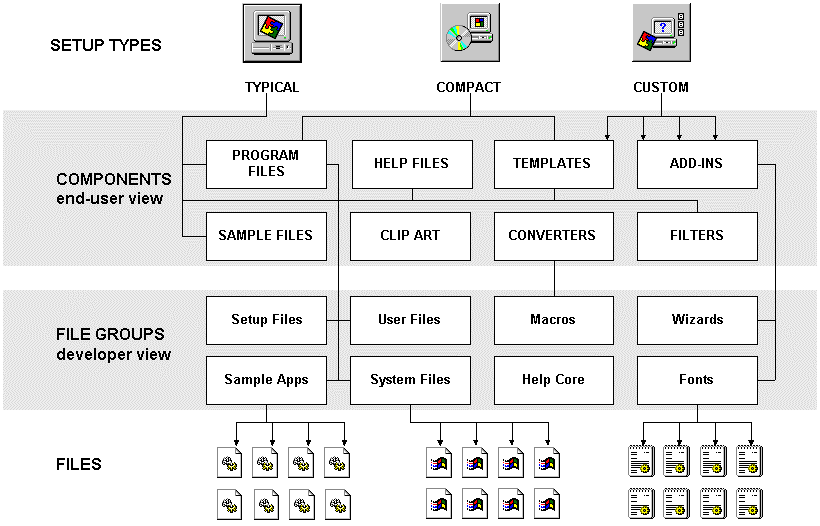 SETUP TYPES
TYPICAL
COMPACT
CUSTOM
COMPONENTS
end-user view
PROGRAM
FILES
HELP FILES
TEMPLATES
ADD-INS
SAMPLE FILES
CLIP ART
CONVERTERS
FILTERS
FILE GROUPS
developer view
Setup Files
User Files
Macros
Wizards
Sample Apps
System Files
Help Core
Fonts
FILES